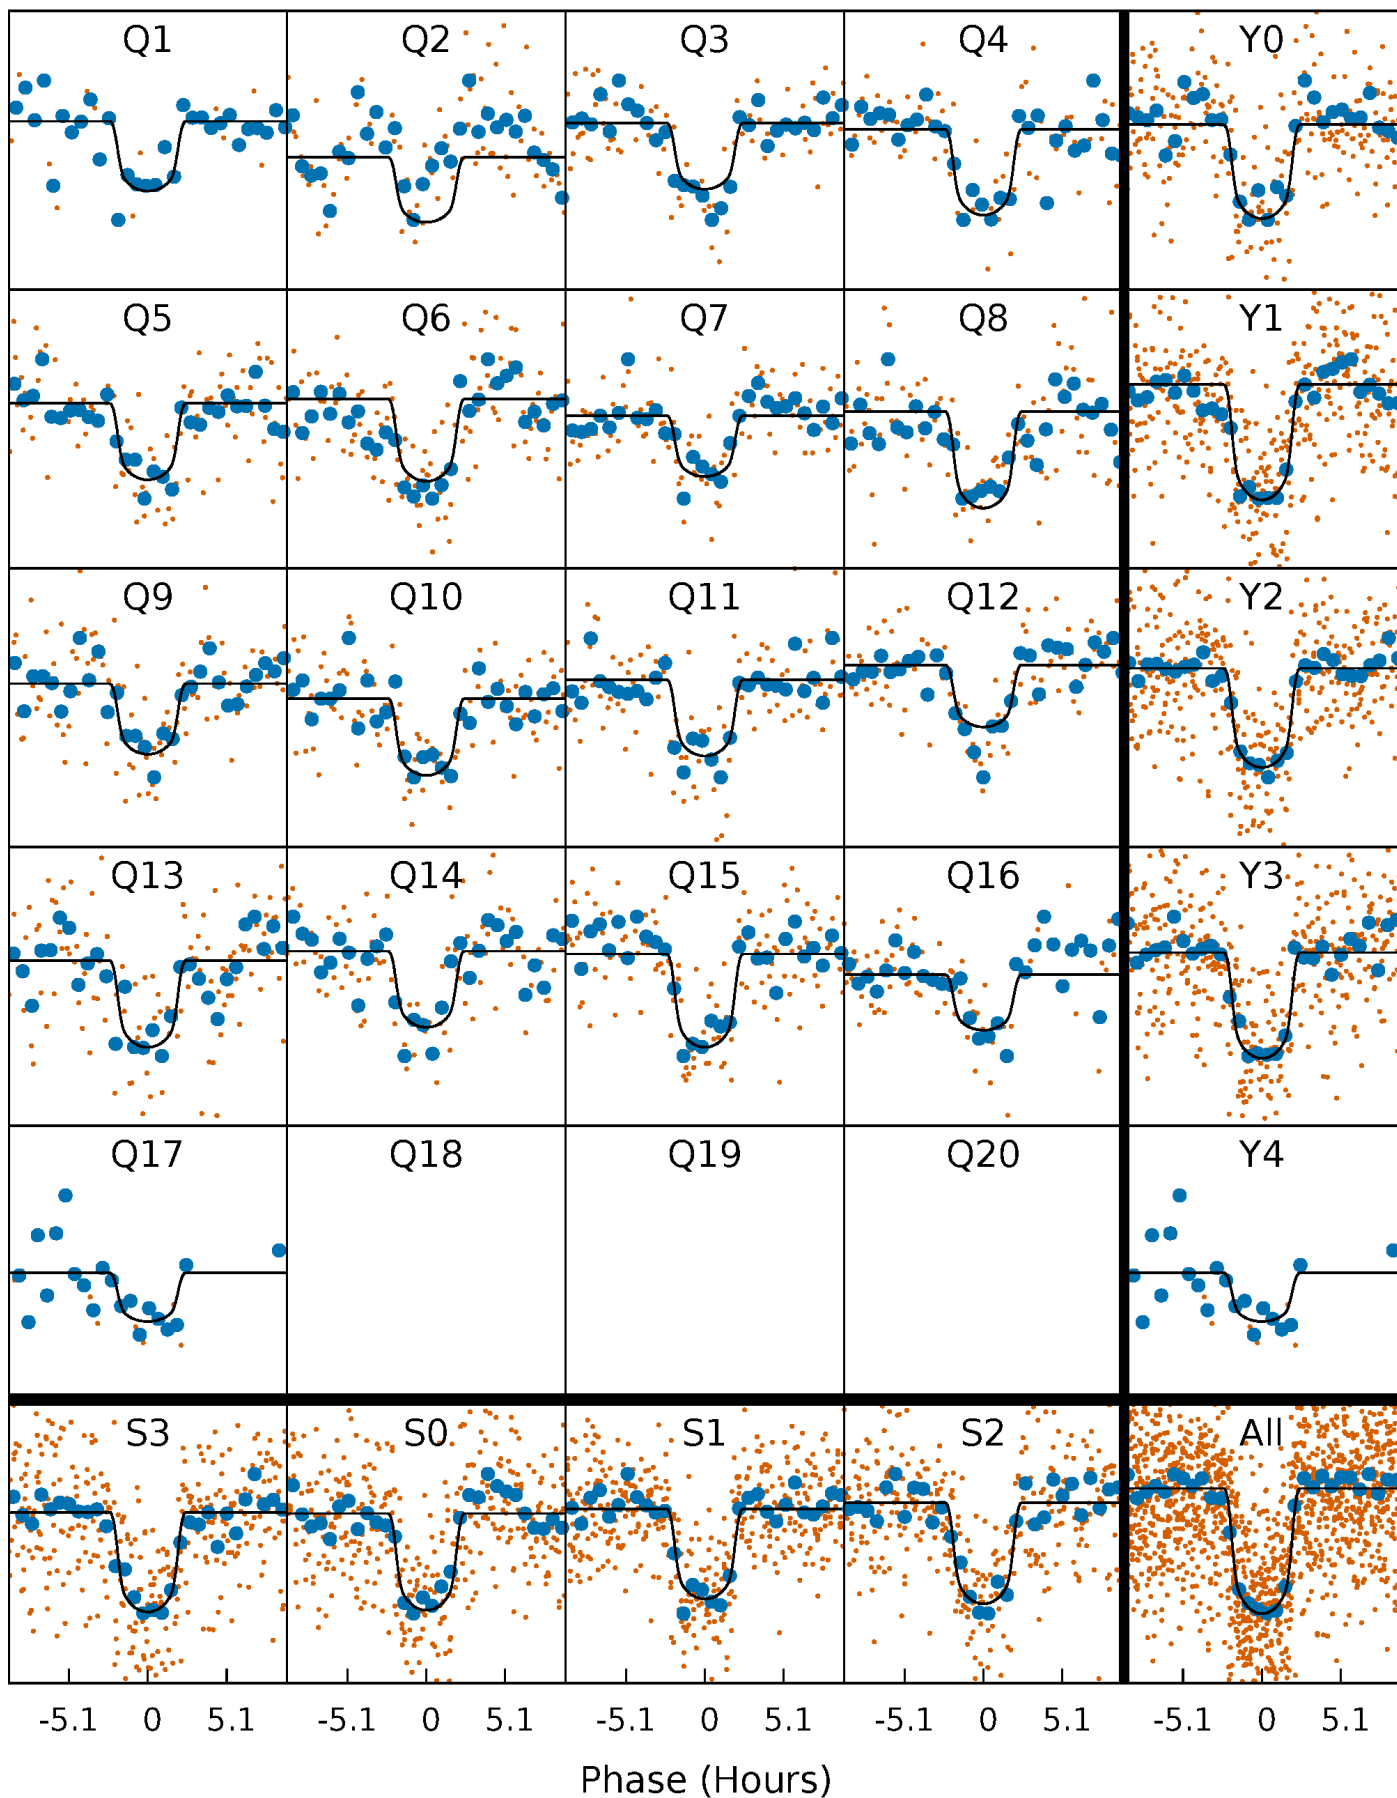 Q1 Q2 Q3 Q4 Y0
Q5 Q6 Q7 Q8 Y1
Q9 Q10 Q11 Q12 Y2
Q13 Q14 Q15 Q16 Y3
Q17 Q18 Q19 Q20 Y4
S3 S0 S1 S2 All
-5.1 0 5.1 -5.1 0 5.1 -5.1 0 5.1 -5.1 0 5.1 -5.1 0 5.1
Phase (Hours)